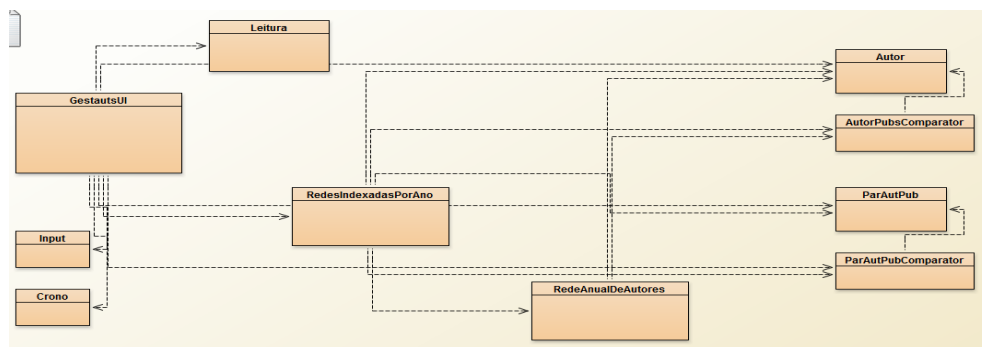 Leitura
Autor
GestautsUI
AutorPubsComparator
RedesIndexadasPorAno
ParAutPub
Input
ParAutPubComparator
RedeAnualDeAutores
Crono